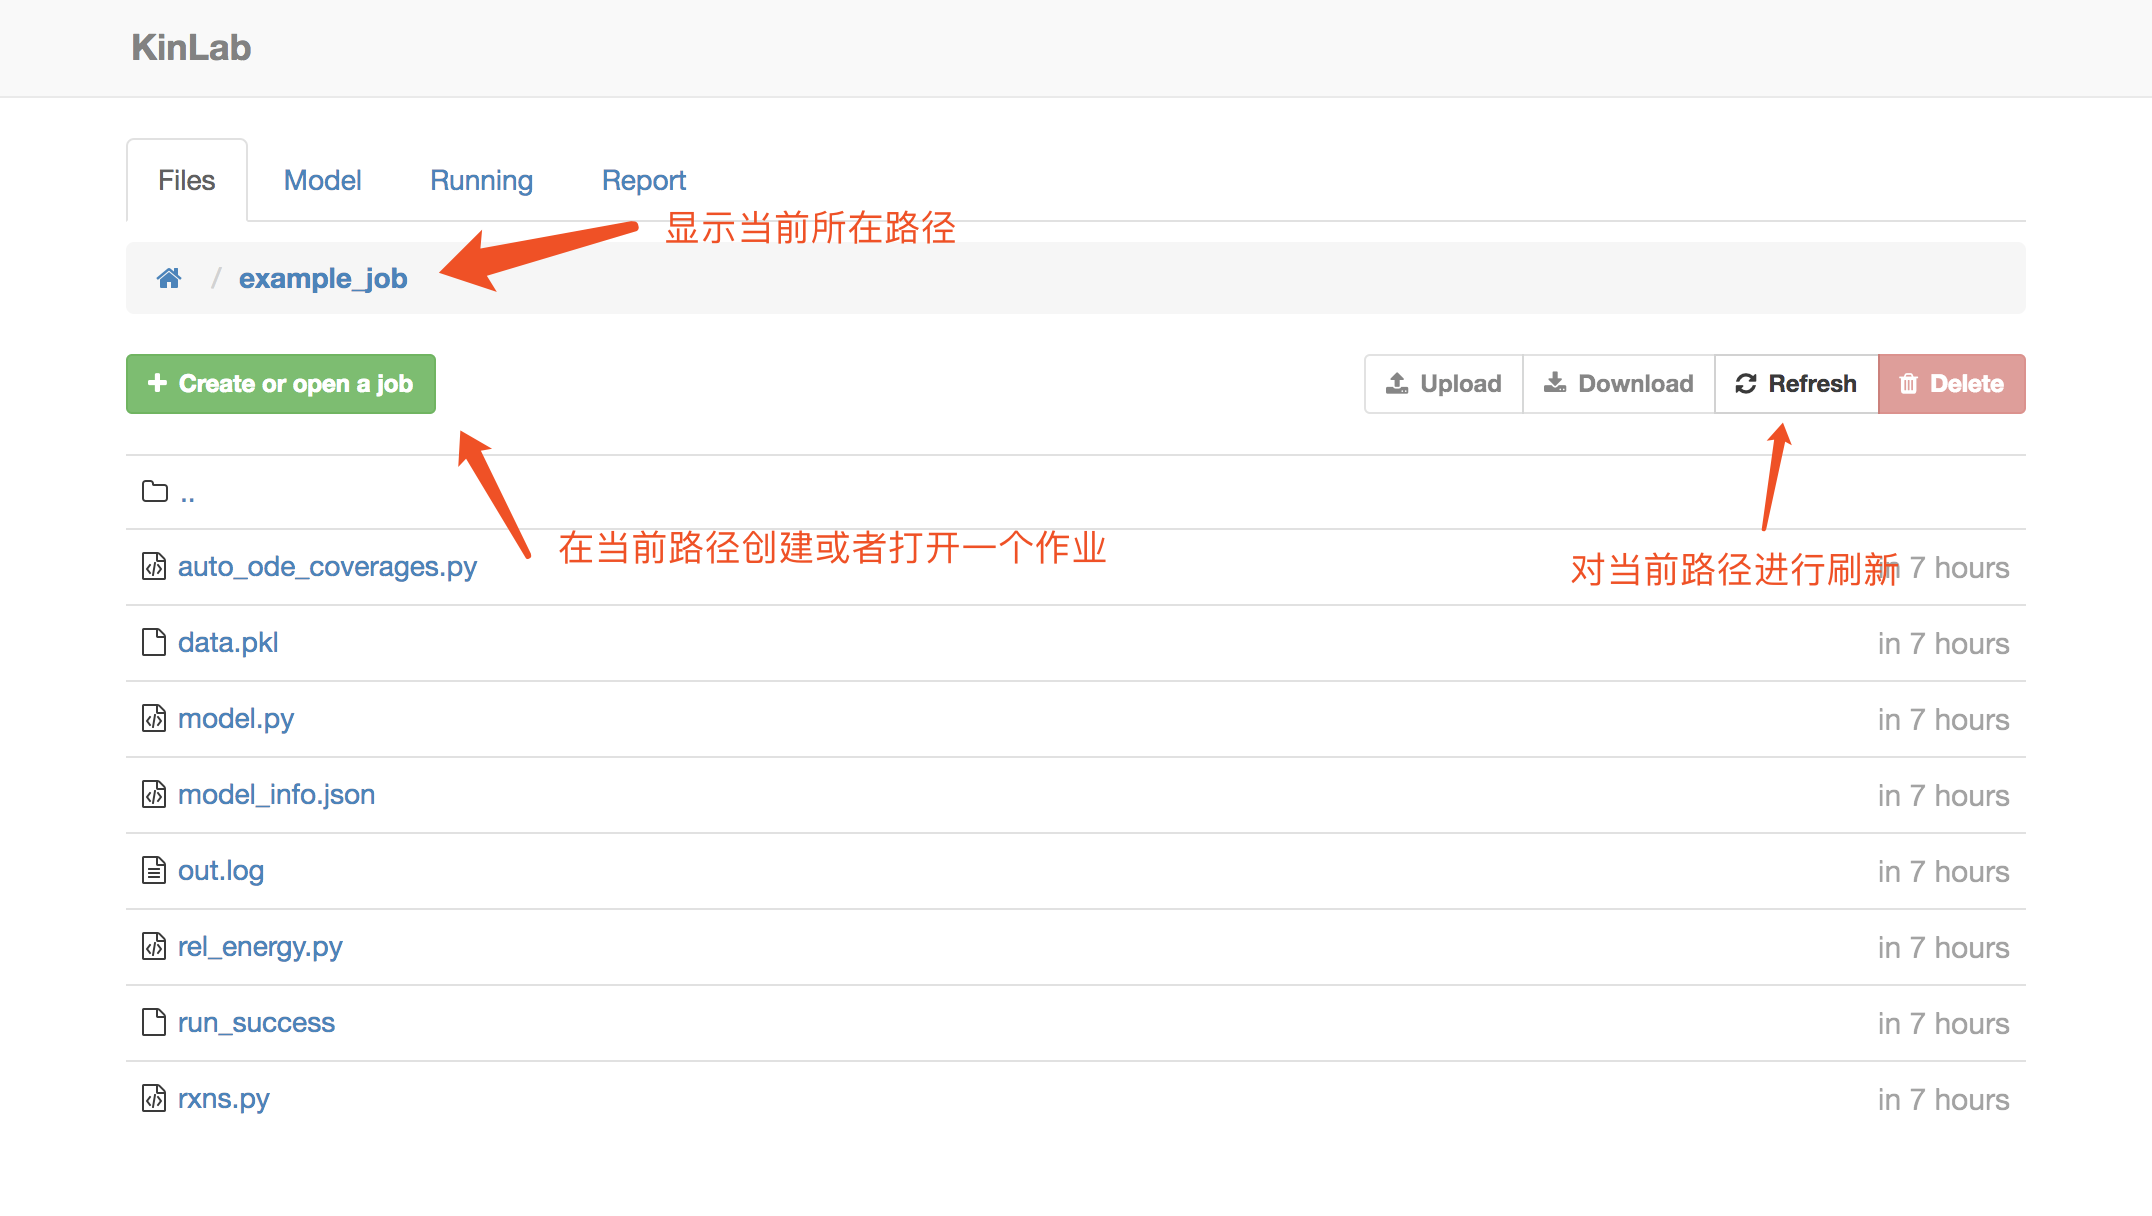 KinLab
Files Model Running Report
显示当前所在路径
/ example_job
Create or open a job Upload Download Refresh Delete
..
在当前路径创建或者打开一个作业
对当前路径进行刷新
auto_ode_coverages.py in 7 hours
data.pkl in 7 hours
model.py in 7 hours
model_info.json in 7 hours
out.log in 7 hours
rel_energy.py in 7 hours
run_success in 7 hours
rxns.py in 7 hours